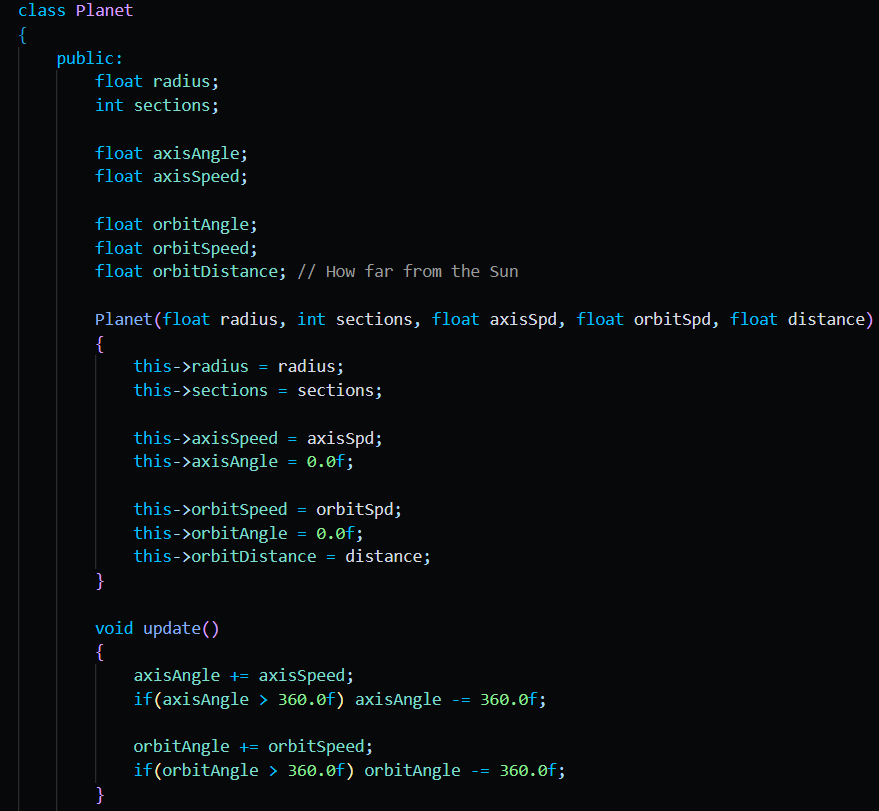 class Planet
{
public:
float radius;
int sections;
float axisAngle;
float axisSpeed;
float orbitAngle;
float orbitSpeed;
float orbitDistance; // How far from the Sun
Planet(float radius, int sections, float axisSpd, float orbitSpd, float distance)
{
this->radius = radius;
this->sections = sections;
this->axisSpeed = axisSpd;
this->axisAngle = 0.0f;
this->orbitSpeed = orbitSpd;
this->orbitAngle = 0.0f;
this->orbitDistance = distance;
}
void update()
{
axisAngle += axisSpeed;
if(axisAngle > 360.0f) axisAngle -= 360.0f;
orbitAngle += orbitSpeed;
if(orbitAngle > 360.0f) orbitAngle -= 360.0f;
}